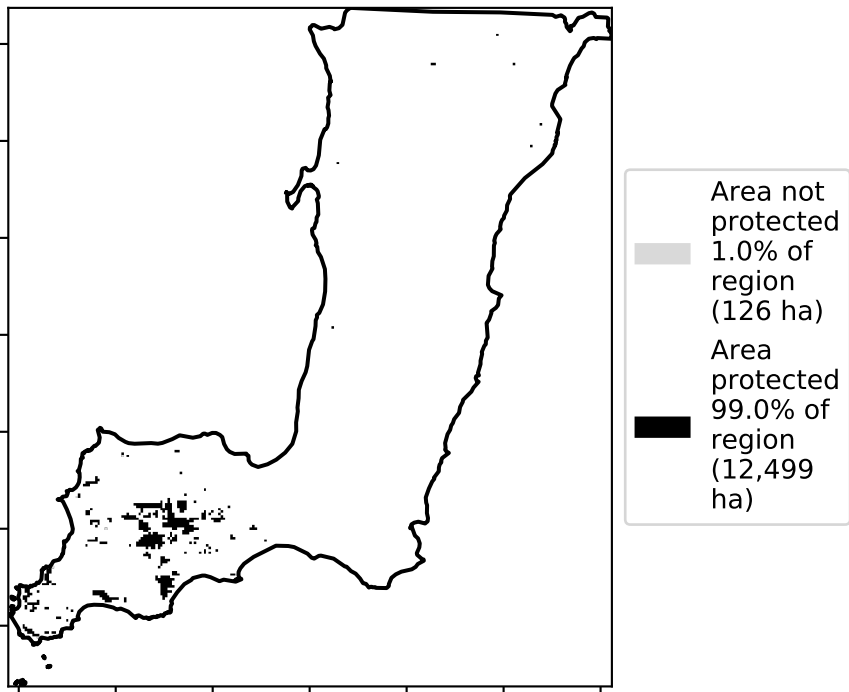 Area not
protected
1.0% of
region
(126 ha)
Area
protected
99.0% of
region
(12,499
ha)